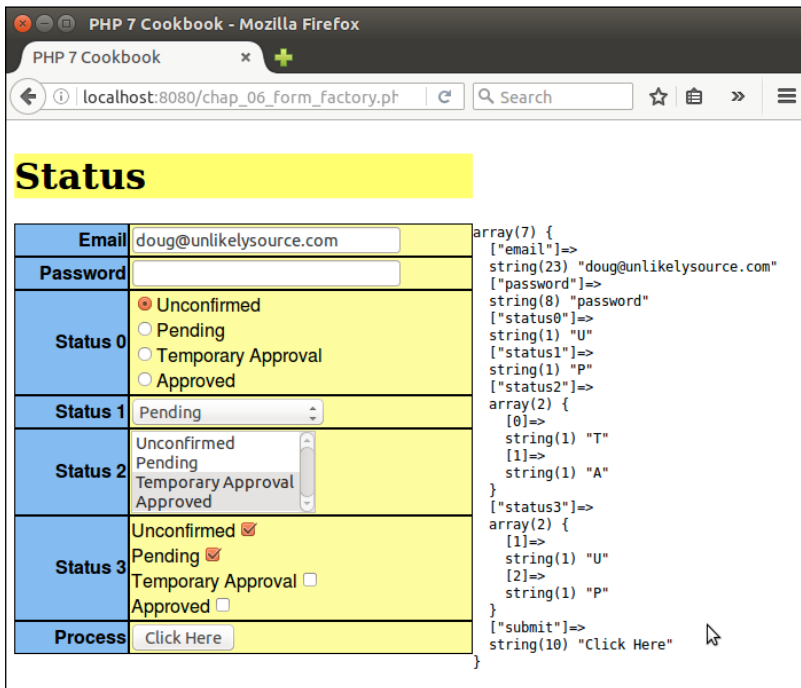 PHP 7 Cookbook - Mozilla Firefox
PHP 7 Cookbook
localhost:8080/chap_06_form_factory.ph
Search
Status
Email doug@unlikelysource.com
Password
Status 0
Unconfirmed
Pending
Temporary Approval
Approved
Status 1 Pending
Status 2
Unconfirmed
Pending
Temporary Approval
Approved
Status 3
Unconfirmed
Pending
Temporary Approval
Approved
Process Click Here
array(7) {
["email"]=>
string(23) "doug@unlikelysource.com"
["password"]=>
string(8) "password"
["status0"]=>
string(1) "U"
["status1"]=>
string(1) "P"
["status2"]=>
array(2) {
[0]=>
string(1) "T"
[1]=>
string(1) "A"
}
["status3"]=>
array(2) {
[1]=>
string(1) "U"
[2]=>
string(1) "P"
}
["submit"]=>
string(10) "Click Here"
}